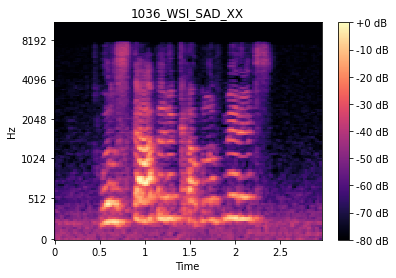 1036_WSI_SAD_XX
+0 dB
8192
-10 dB
4096
-20 dB
-30 dB
2048
Hz
-40 dB
1024
-50 dB
512
-60 dB
-70 dB
0
-80 dB
0 0.5 1 1.5 2 2.5
Time